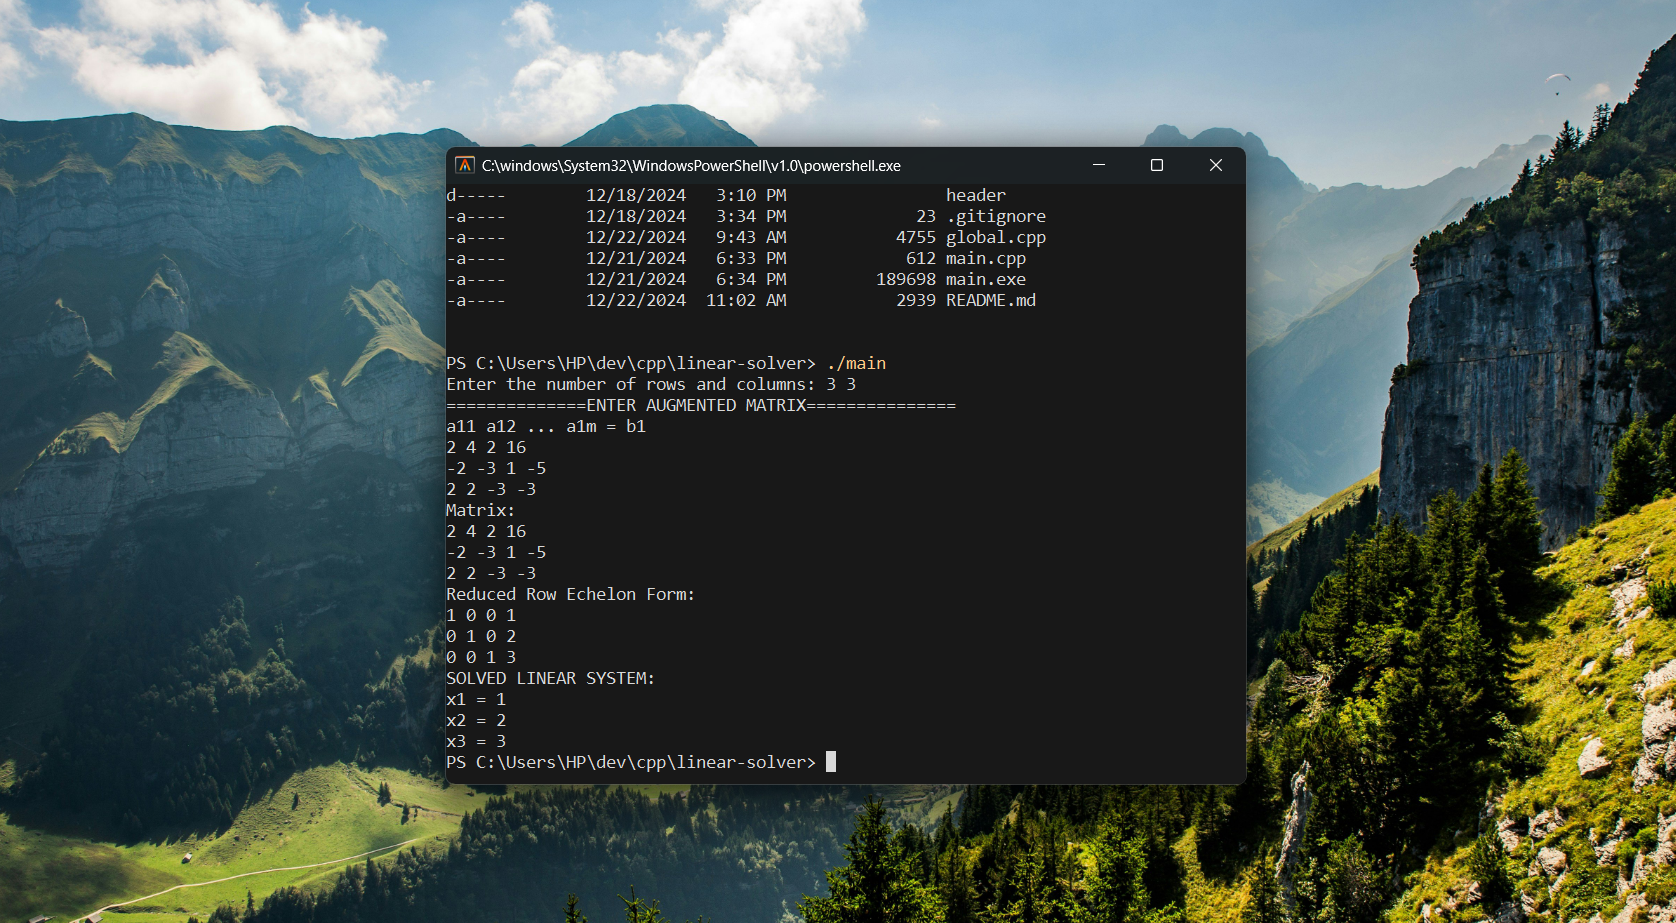 C:\windows\System32\WindowsPowerShell\v1.0\powershell.exe
d-----        12/18/2024   3:10 PM                header
-a----        12/18/2024   3:34 PM             23 .gitignore
-a----        12/22/2024   9:43 AM           4755 global.cpp
-a----        12/21/2024   6:33 PM            612 main.cpp
-a----        12/21/2024   6:34 PM         189698 main.exe
-a----        12/22/2024  11:02 AM           2939 README.md
PS C:\Users\HP\dev\cpp\linear-solver> ./main
Enter the number of rows and columns: 3 3
==============ENTER AUGMENTED MATRIX===============
a11 a12 ... a1m = b1
2 4 2 16
-2 -3 1 -5
2 2 -3 -3
Matrix:
2 4 2 16
-2 -3 1 -5
2 2 -3 -3
Reduced Row Echelon Form:
1 0 0 1
0 1 0 2
0 0 1 3
SOLVED LINEAR SYSTEM:
x1 = 1
x2 = 2
x3 = 3
PS C:\Users\HP\dev\cpp\linear-solver>